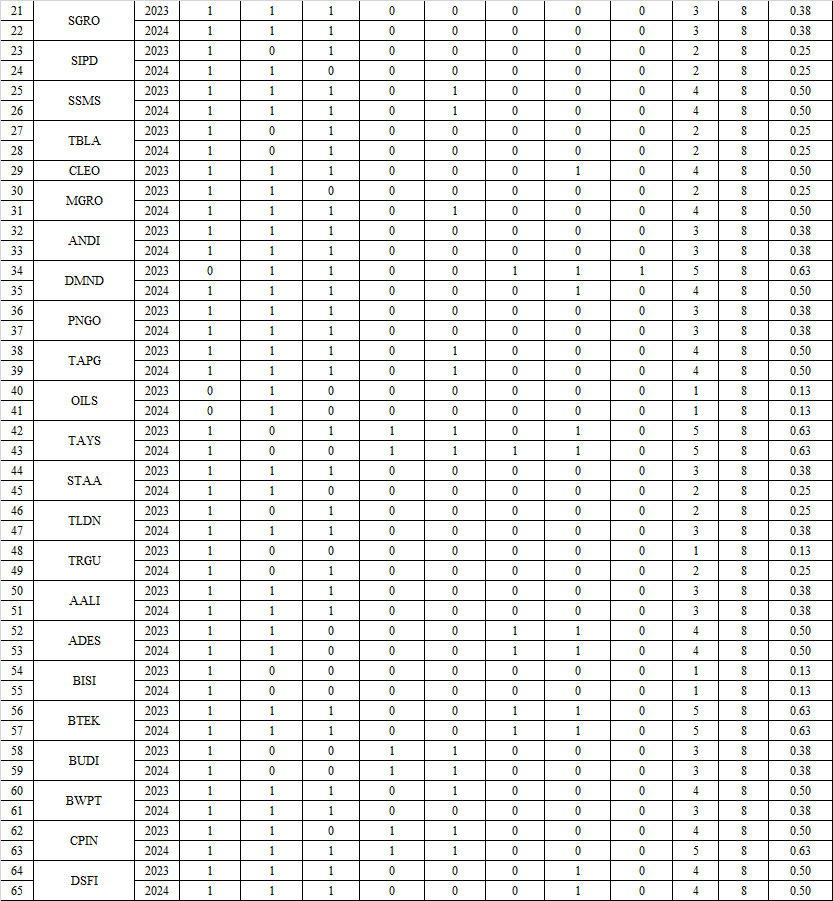 21 SGRO 2023 1 1 1 0 0 0 0 0 3 8 0.38
22 2024 1 1 1 0 0 0 0 0 3 8 0.38
23 SIPD 2023 1 0 1 0 0 0 0 0 2 8 0.25
24 2024 1 1 0 0 0 0 0 0 2 8 0.25
25 SSMS 2023 1 1 1 0 1 0 0 0 4 8 0.50
26 2024 1 1 1 0 1 0 0 0 4 8 0.50
27 TBLA 2023 1 0 1 0 0 0 0 0 2 8 0.25
28 2024 1 0 1 0 0 0 0 0 2 8 0.25
29 CLEO 2023 1 1 1 0 0 0 1 0 4 8 0.50
30 MGRO 2023 1 1 0 0 0 0 0 0 2 8 0.25
31 2024 1 1 1 0 1 0 0 0 4 8 0.50
32 ANDI 2023 1 1 1 0 0 0 0 0 3 8 0.38
33 2024 1 1 1 0 0 0 0 0 3 8 0.38
34 DMND 2023 0 1 1 0 0 1 1 1 5 8 0.63
35 2024 1 1 1 0 0 0 1 0 4 8 0.50
36 PNGO 2023 1 1 1 0 0 0 0 0 3 8 0.38
37 2024 1 1 1 0 0 0 0 0 3 8 0.38
38 TAPG 2023 1 1 1 0 1 0 0 0 4 8 0.50
39 2024 1 1 1 0 1 0 0 0 4 8 0.50
40 OILS 2023 0 1 0 0 0 0 0 0 1 8 0.13
41 2024 0 1 0 0 0 0 0 0 1 8 0.13
42 TAYS 2023 1 0 1 1 1 0 1 0 5 8 0.63
43 2024 1 0 0 1 1 1 1 0 5 8 0.63
44 STAA 2023 1 1 1 0 0 0 0 0 3 8 0.38
45 2024 1 1 0 0 0 0 0 0 2 8 0.25
46 TLDN 2023 1 0 1 0 0 0 0 0 2 8 0.25
47 2024 1 1 1 0 0 0 0 0 3 8 0.38
48 TRGU 2023 1 0 0 0 0 0 0 0 1 8 0.13
49 2024 1 0 1 0 0 0 0 0 2 8 0.25
50 AALI 2023 1 1 1 0 0 0 0 0 3 8 0.38
51 2024 1 1 1 0 0 0 0 0 3 8 0.38
52 ADES 2023 1 1 0 0 0 1 1 0 4 8 0.50
53 2024 1 1 0 0 0 1 1 0 4 8 0.50
54 BISI 2023 1 0 0 0 0 0 0 0 1 8 0.13
55 2024 1 0 0 0 0 0 0 0 1 8 0.13
56 BTEK 2023 1 1 1 0 0 1 1 0 5 8 0.63
57 2024 1 1 1 0 0 1 1 0 5 8 0.63
58 BUDI 2023 1 0 0 1 1 0 0 0 3 8 0.38
59 2024 1 0 0 1 1 0 0 0 3 8 0.38
60 BWPT 2023 1 1 1 0 1 0 0 0 4 8 0.50
61 2024 1 1 1 0 0 0 0 0 3 8 0.38
62 CPIN 2023 1 1 0 1 1 0 0 0 4 8 0.50
63 2024 1 1 1 1 1 0 0 0 5 8 0.63
64 DSFI 2023 1 1 1 0 0 0 1 0 4 8 0.50
65 2024 1 1 1 0 0 0 1 0 4 8 0.50